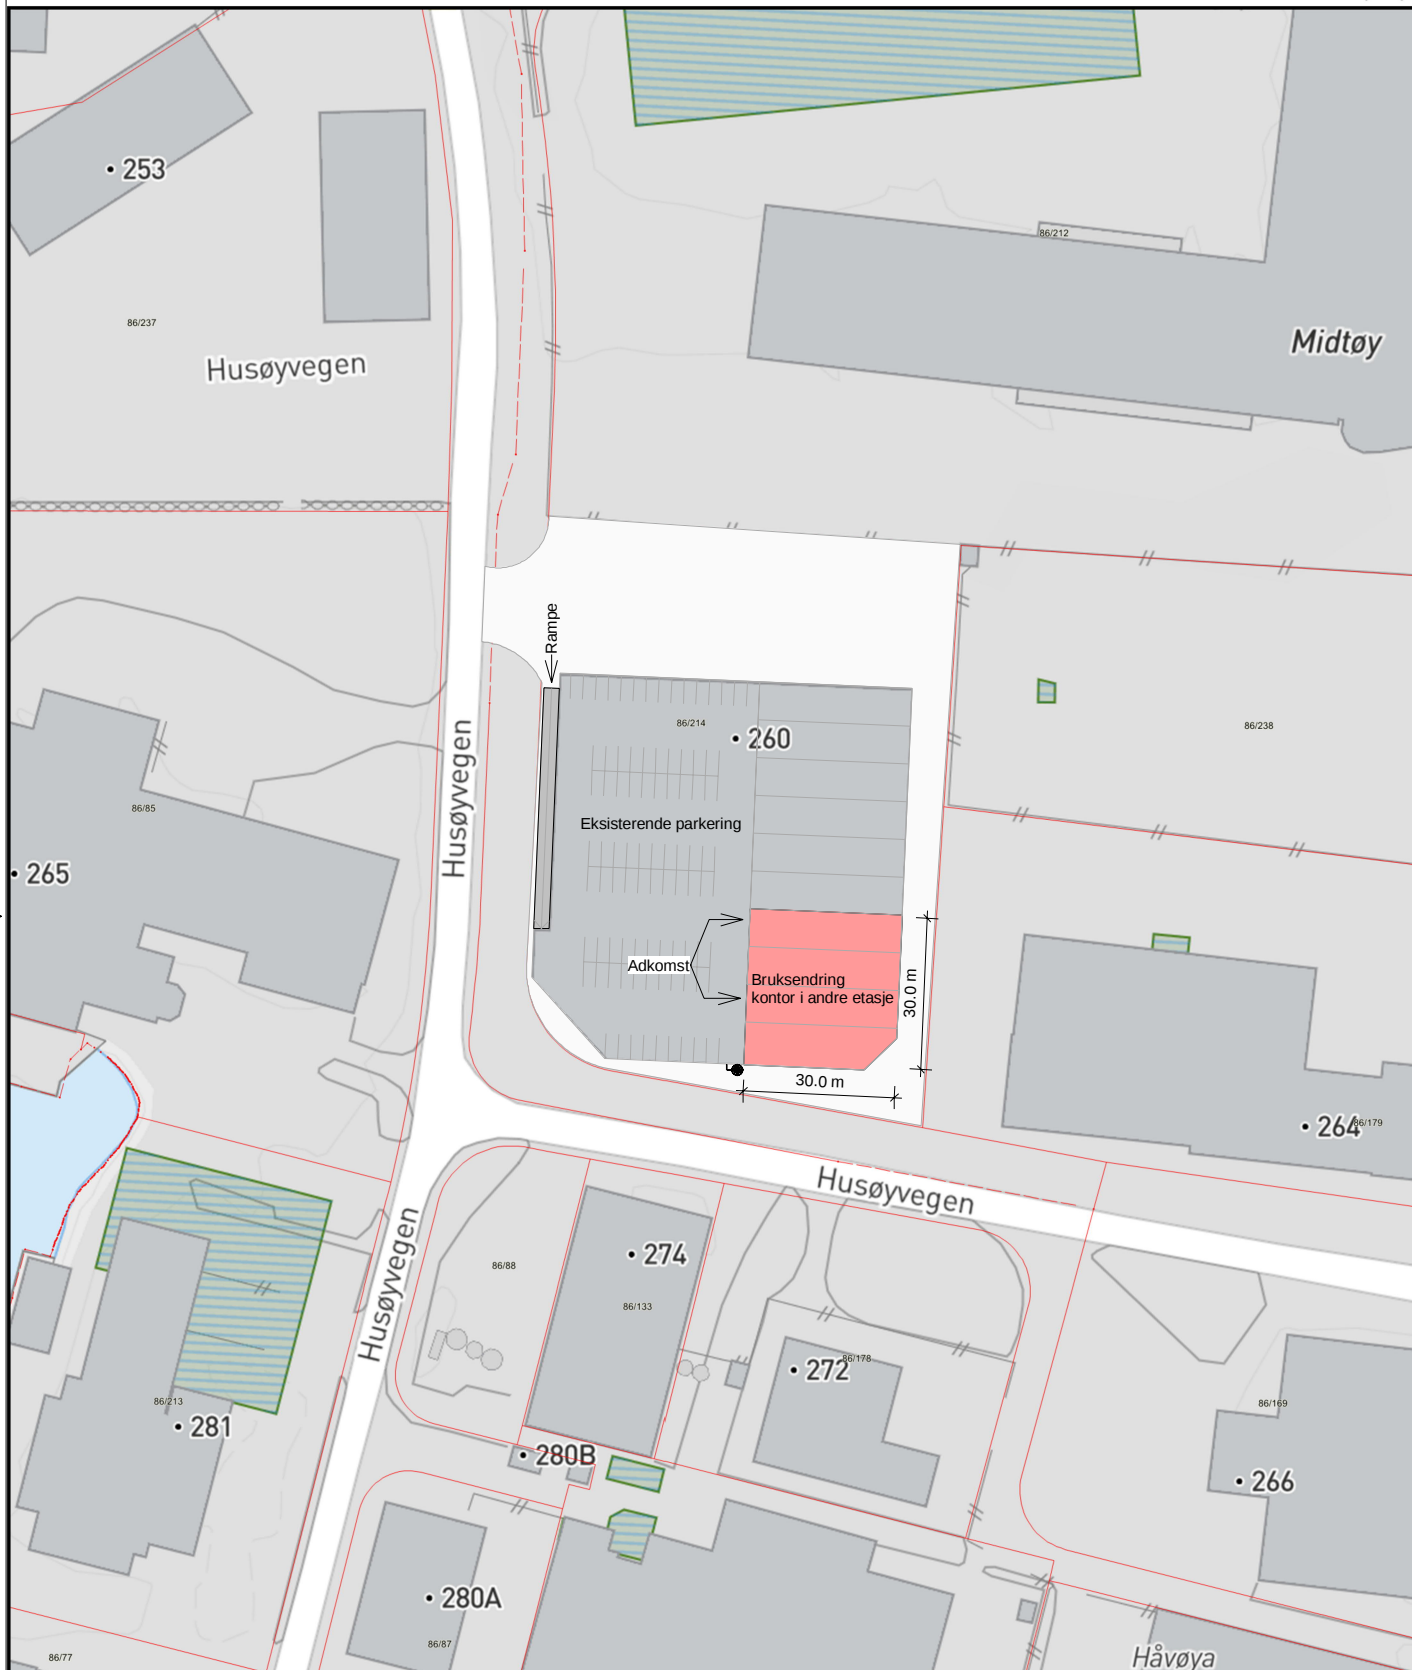 253
86/212
86/237
Midtøy
Husøyvegen
Rampe
86/214
260
86/238
Husøyvegen
86/85
Eksisterende parkering
265
Adkomst
Bruksendring
kontor i andre etasje
30.0 m
30.0 m
264
86/179
Husøyvegen
Husøyvegen
274
86/88
86/133
86/178
272
86/213
281
86/169
280B
266
280A
86/87
86/77
Håvøya